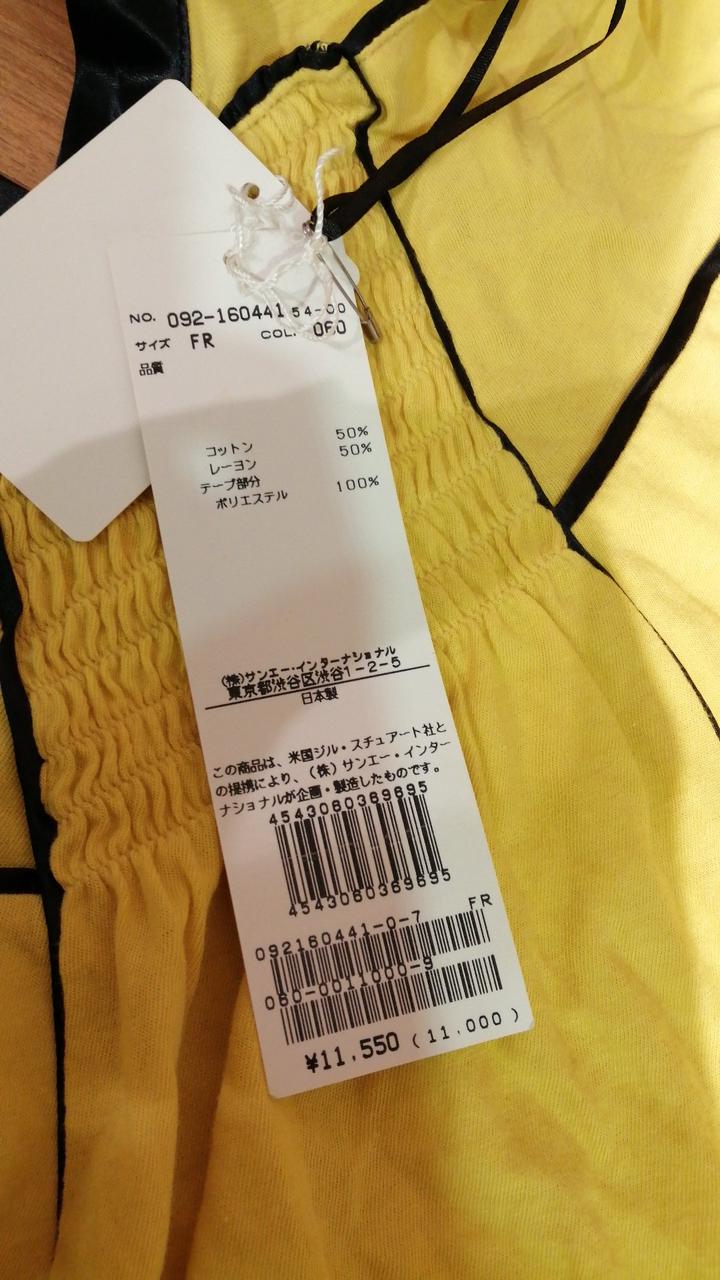 NO. 092-160441 54-00
サイズ FR COL. 060
品質
コットン 50%
レーヨン 50%
テープ部分
ポリエステル 100%
(株)サンエー・インターナショナル
東京都渋谷区渋谷1-2-5
日本製
この商品は、米国ジル・スチュアート社と
の提携により、(株)サンエー・インター
ナショナルが企画・製造したものです。
4543060369695
4543060369695
FR
092160441-0-7
060-0011000-9
¥11,550 (11,000)